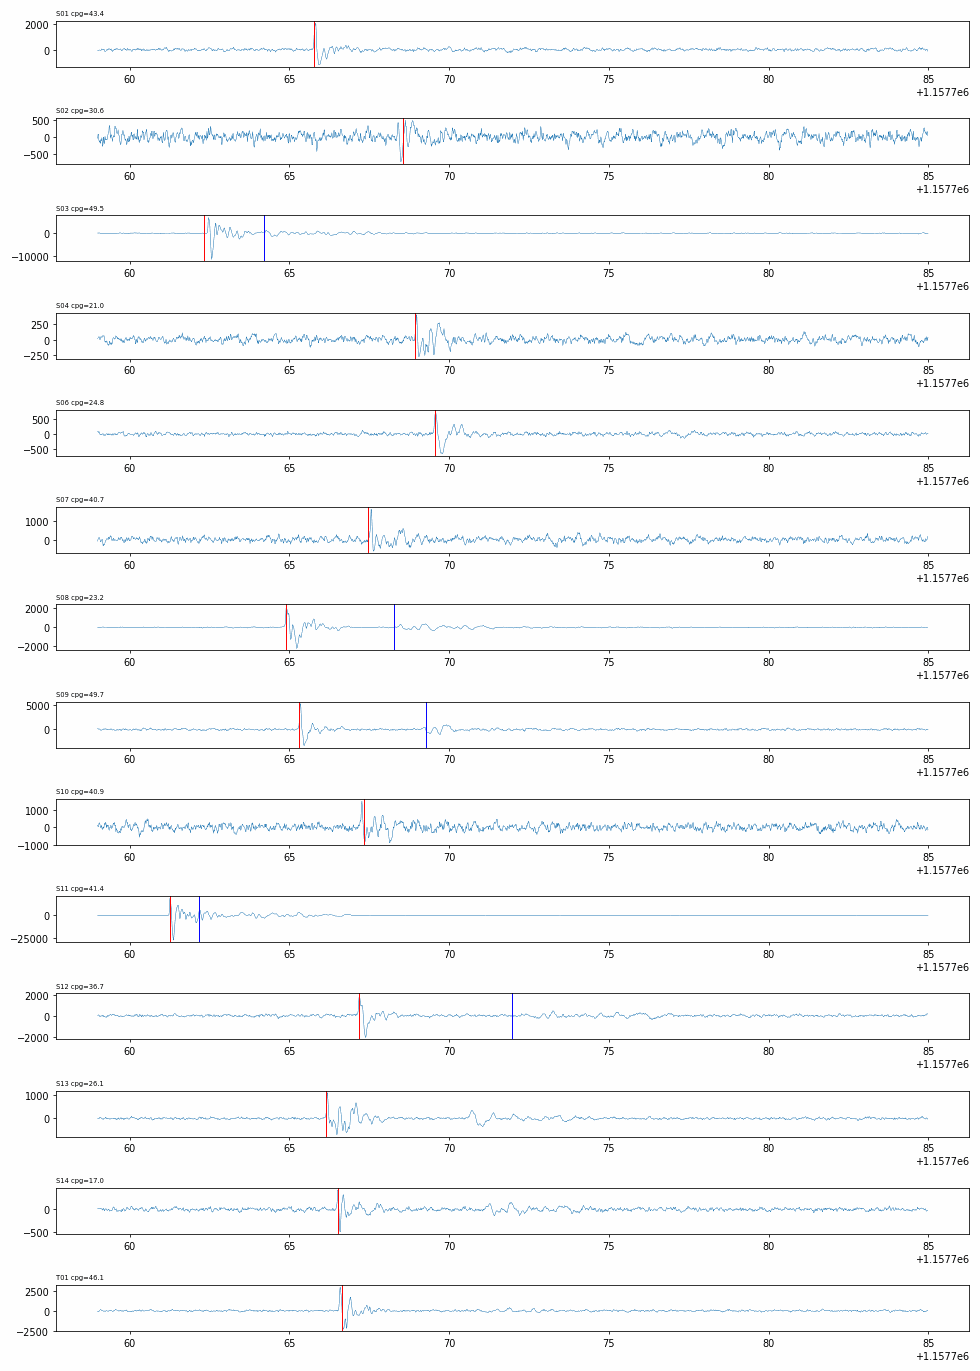 S01 cpg=43.4
2000
0
60 65 70 75 80 85
+1.1577e6
S02 cpg=30.6
500
0
−500
60 65 70 75 80 85
+1.1577e6
S03 cpg=49.5
0
−10000
60 65 70 75 80 85
+1.1577e6
S04 cpg=21.0
250
0
−250
60 65 70 75 80 85
+1.1577e6
S06 cpg=24.8
500
0
−500
60 65 70 75 80 85
+1.1577e6
S07 cpg=40.7
1000
0
60 65 70 75 80 85
+1.1577e6
S08 cpg=23.2
2000
0
−2000
60 65 70 75 80 85
+1.1577e6
S09 cpg=49.7
5000
0
60 65 70 75 80 85
+1.1577e6
S10 cpg=40.9
1000
0
−1000
60 65 70 75 80 85
+1.1577e6
S11 cpg=41.4
0
−25000
60 65 70 75 80 85
+1.1577e6
S12 cpg=36.7
2000
0
−2000
60 65 70 75 80 85
+1.1577e6
S13 cpg=26.1
1000
0
60 65 70 75 80 85
+1.1577e6
S14 cpg=17.0
0
−500
60 65 70 75 80 85
+1.1577e6
T01 cpg=46.1
2500
0
−2500
60 65 70 75 80 85
+1.1577e6